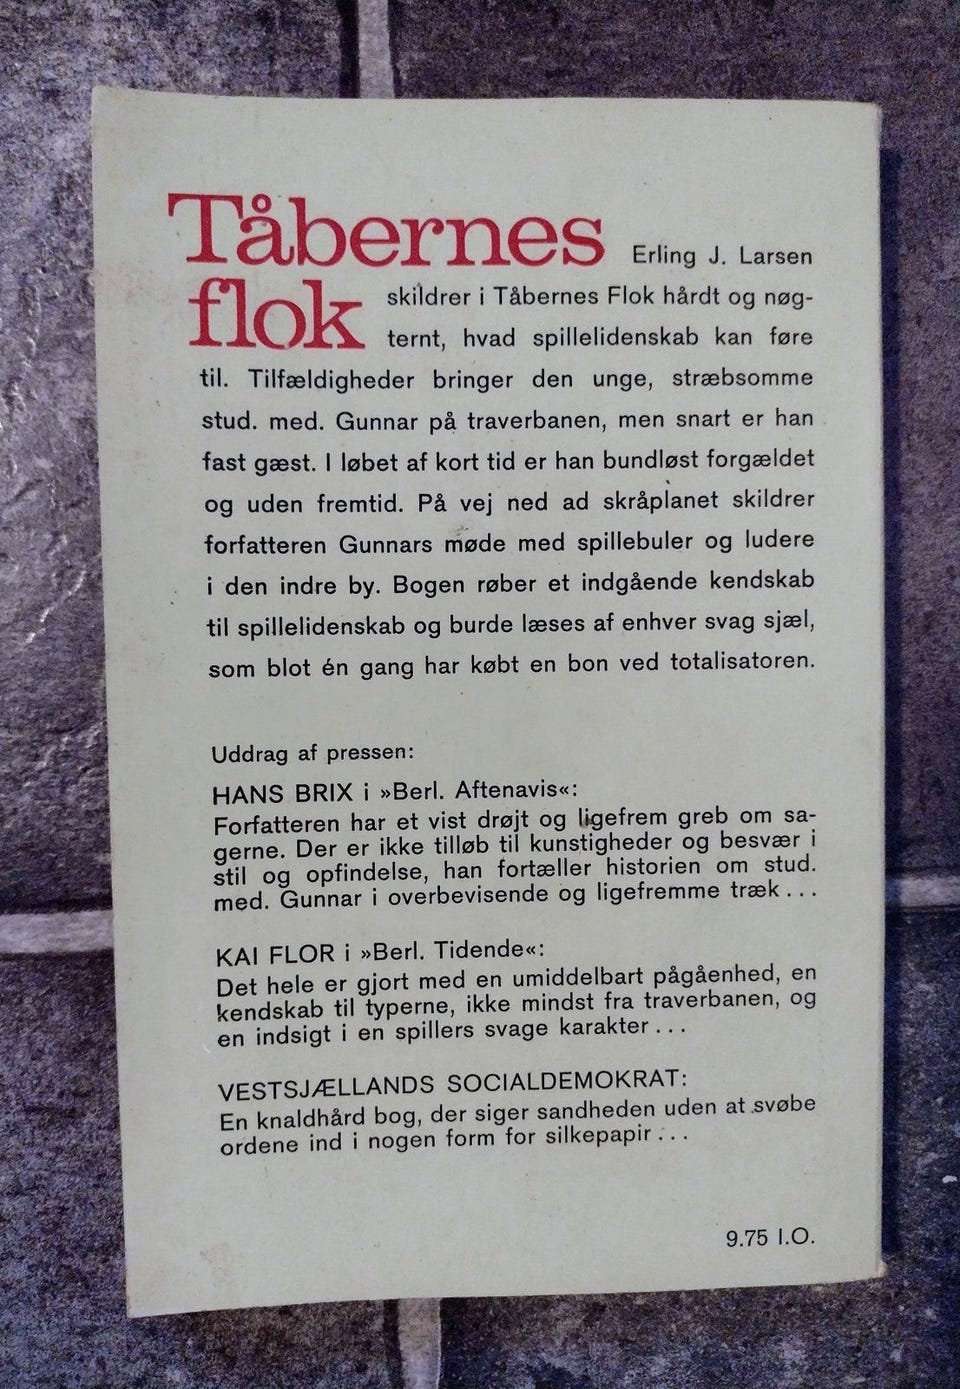 Tåbernes
flok
Erling J. Larsen
skildrer i Tåbernes Flok hårdt og nøg-
ternt, hvad spillelidenskab kan føre
til. Tilfældigheder bringer den unge, stræbsomme
stud. med. Gunnar på traverbanen, men snart er han
fast gæst. I løbet af kort tid er han bundløst forgældet
og uden fremtid. På vej ned ad skråplanet skildrer
forfatteren Gunnars møde med spillebuler og ludere
i den indre by. Bogen røber et indgående kendskab
til spillelidenskab og burde læses af enhver svag sjæl,
som blot én gang har købt en bon ved totalisatoren.
Uddrag af pressen:
HANS BRIX i »Berl. Aftenavis«:
Forfatteren har et vist drøjt og ligefrem greb om sa-
gerne. Der er ikke tilløb til kunstigheder og besvær i
stil og opfindelse, han fortæller historien om stud.
med. Gunnar i overbevisende og ligefremme træk...
KAI FLOR i »Berl. Tidende«:
Det hele er gjort med en umiddelbart pågåenhed, en
kendskab til typerne, ikke mindst fra traverbanen, og
en indsigt i en spillers svage karakter...
VESTSJÆLLANDS SOCIALDEMOKRAT:
En knaldhård bog, der siger sandheden uden at svøbe
ordene ind i nogen form for silkepapir...
9.75 I.O.